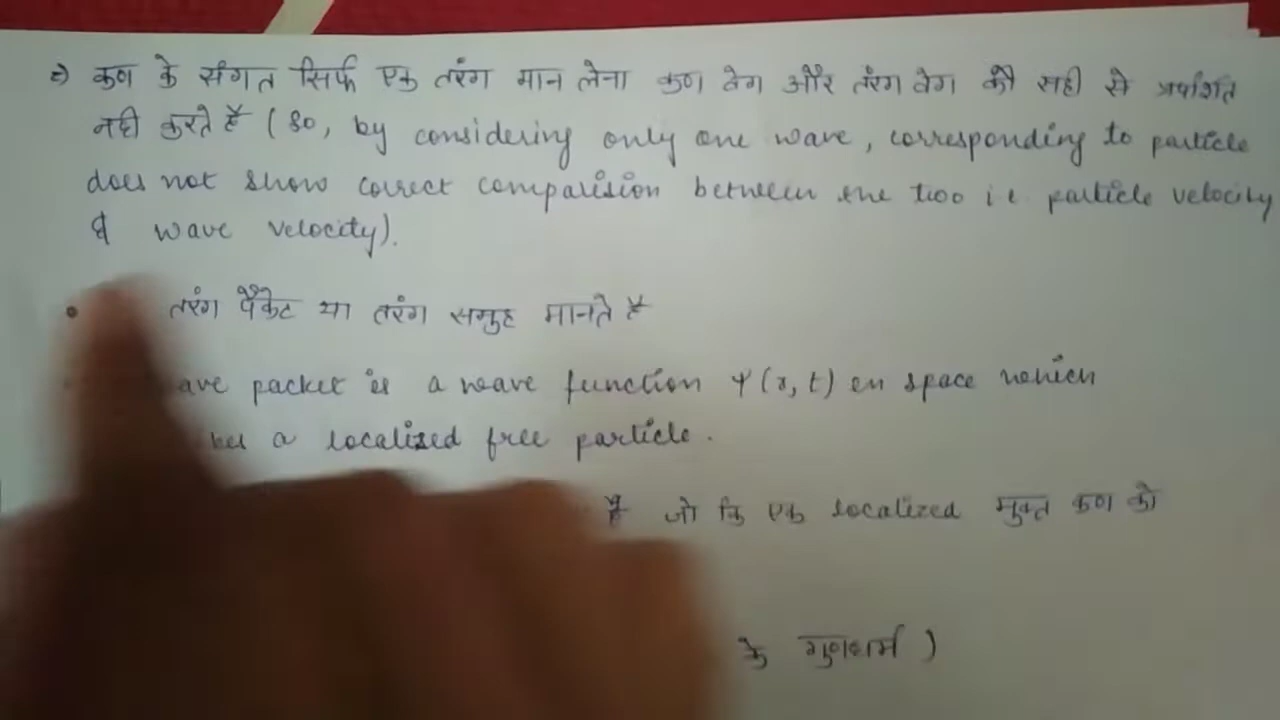 =) कण के संगत सिर्फ एक तरंग मान लेना कण वेग और तरंग वेग को सही से प्रर्दाशत
नही करते है ( So, by considering only one wave, corresponding to particle
does not show correct comparision between the two i.e particle velocity
& wave velocity).
• तरंग पैकेट या तरंग समुह मानते है
ave packet is a wave function Ψ(r,t) in space which
a localized free particle.
है जो कि एक localized मुक्त कण को
के गुणधर्म )